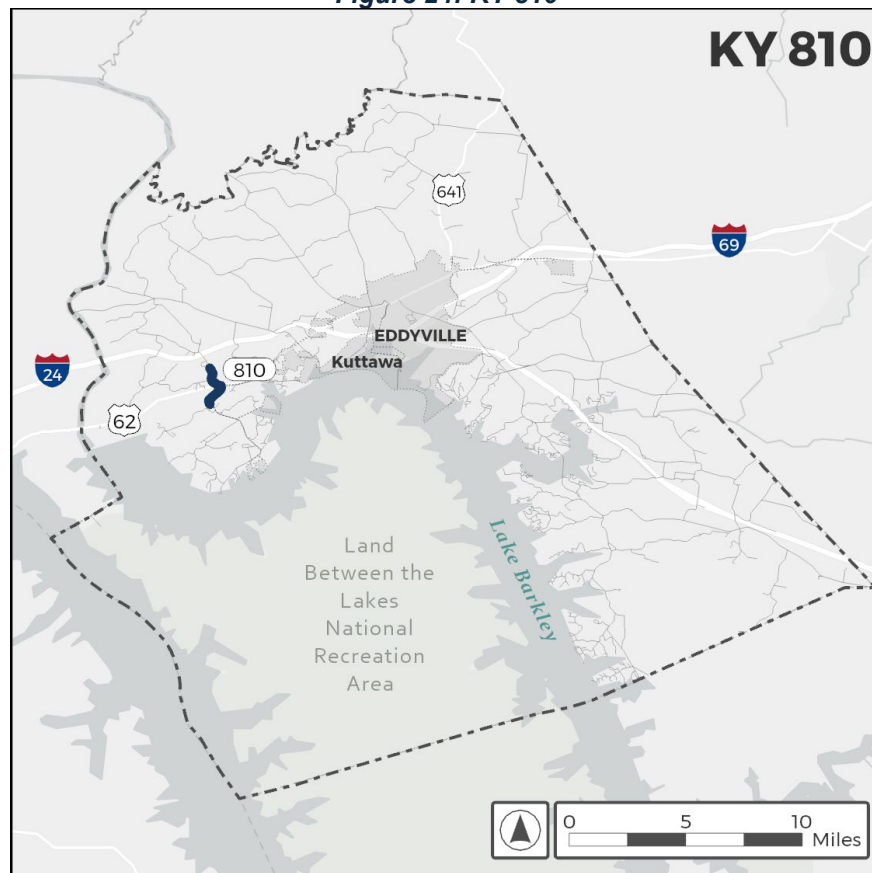 KY 810
641
69
EDDYVILLE
Kuttawa
810
24
62
Land
Between the
Lakes
National
Recreation
Area
Lake Barkley
0 5 10
Miles